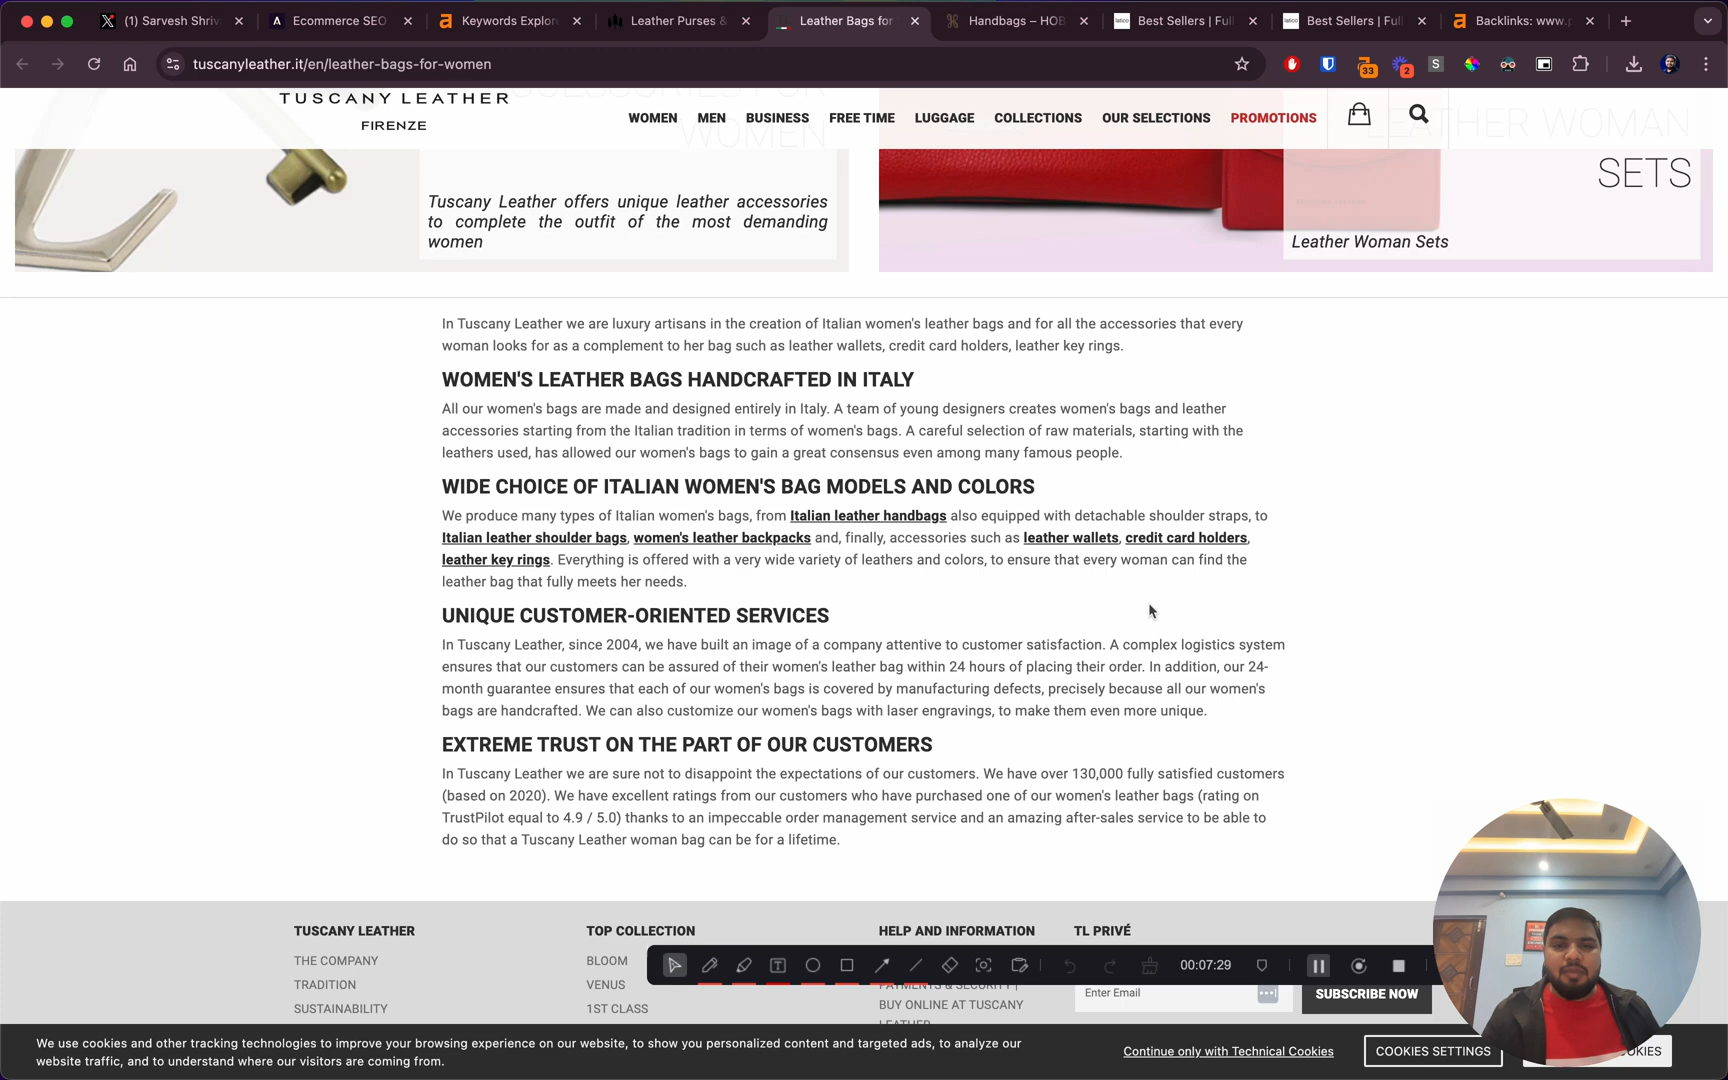 (1) Sarvesh Shriv
Ecommerce SEO
Keywords Explore
Leather Purses &
Leather Bags for
Handbags – HOB
Best Sellers | Full
Best Sellers | Full
Backlinks: www.p
tuscanyleather.it/en/leather-bags-for-women
33
2
S
TUSCANY LEATHER
FIRENZE
WOMEN
MEN
BUSINESS
FREE TIME
LUGGAGE
COLLECTIONS
OUR SELECTIONS
PROMOTIONS
WOMEN
LEATHER WOMAN
SETS
Tuscany Leather offers unique leather accessories
to complete the outfit of the most demanding
women
Leather Woman Sets
In Tuscany Leather we are luxury artisans in the creation of Italian women's leather bags and for all the accessories that every
woman looks for as a complement to her bag such as leather wallets, credit card holders, leather key rings.
WOMEN'S LEATHER BAGS HANDCRAFTED IN ITALY
All our women's bags are made and designed entirely in Italy. A team of young designers creates women's bags and leather
accessories starting from the Italian tradition in terms of women's bags. A careful selection of raw materials, starting with the
leathers used, has allowed our women's bags to gain a great consensus even among many famous people.
WIDE CHOICE OF ITALIAN WOMEN'S BAG MODELS AND COLORS
We produce many types of Italian women's bags, from Italian leather handbags also equipped with detachable shoulder straps, to
Italian leather shoulder bags, women's leather backpacks and, finally, accessories such as leather wallets, credit card holders,
leather key rings. Everything is offered with a very wide variety of leathers and colors, to ensure that every woman can find the
leather bag that fully meets her needs.
UNIQUE CUSTOMER-ORIENTED SERVICES
In Tuscany Leather, since 2004, we have built an image of a company attentive to customer satisfaction. A complex logistics system
ensures that our customers can be assured of their women's leather bag within 24 hours of placing their order. In addition, our 24-
month guarantee ensures that each of our women's bags is covered by manufacturing defects, precisely because all our women's
bags are handcrafted. We can also customize our women's bags with laser engravings, to make them even more unique.
EXTREME TRUST ON THE PART OF OUR CUSTOMERS
In Tuscany Leather we are sure not to disappoint the expectations of our customers. We have over 130,000 fully satisfied customers
(based on 2020). We have excellent ratings from our customers who have purchased one of our women's leather bags (rating on
TrustPilot equal to 4.9 / 5.0) thanks to an impeccable order management service and an amazing after-sales service to be able to
do so that a Tuscany Leather woman bag can be for a lifetime.
TUSCANY LEATHER
THE COMPANY
TRADITION
SUSTAINABILITY
TOP COLLECTION
BLOOM
VENUS
1ST CLASS
HELP AND INFORMATION
PAYMENTS & SECURITY |
BUY ONLINE AT TUSCANY
LEATHER
TL PRIVÉ
Enter Email
SUBSCRIBE NOW
00:07:29
We use cookies and other tracking technologies to improve your browsing experience on our website, to show you personalized content and targeted ads, to analyze our
website traffic, and to understand where our visitors are coming from.
Continue only with Technical Cookies
COOKIES SETTINGS